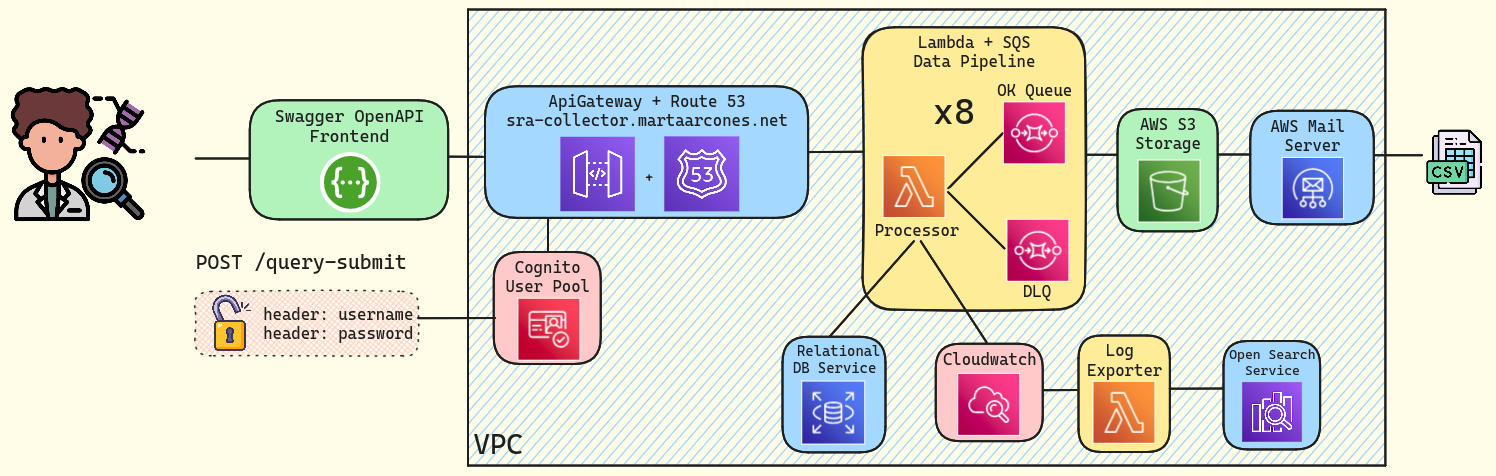 Swagger OpenAPI
Frontend
{···}
POST /query-submit
header: username
header: password
ApiGateway + Route 53
sra-collector.martaarcones.net
</>
+
53
Cognito
User Pool
VPC
Lambda + SQS
Data Pipeline
x8
OK Queue
Processor
DLQ
AWS S3
Storage
AWS Mail
Server
CSV
Relational
DB Service
Cloudwatch
Log
Exporter
Open Search
Service